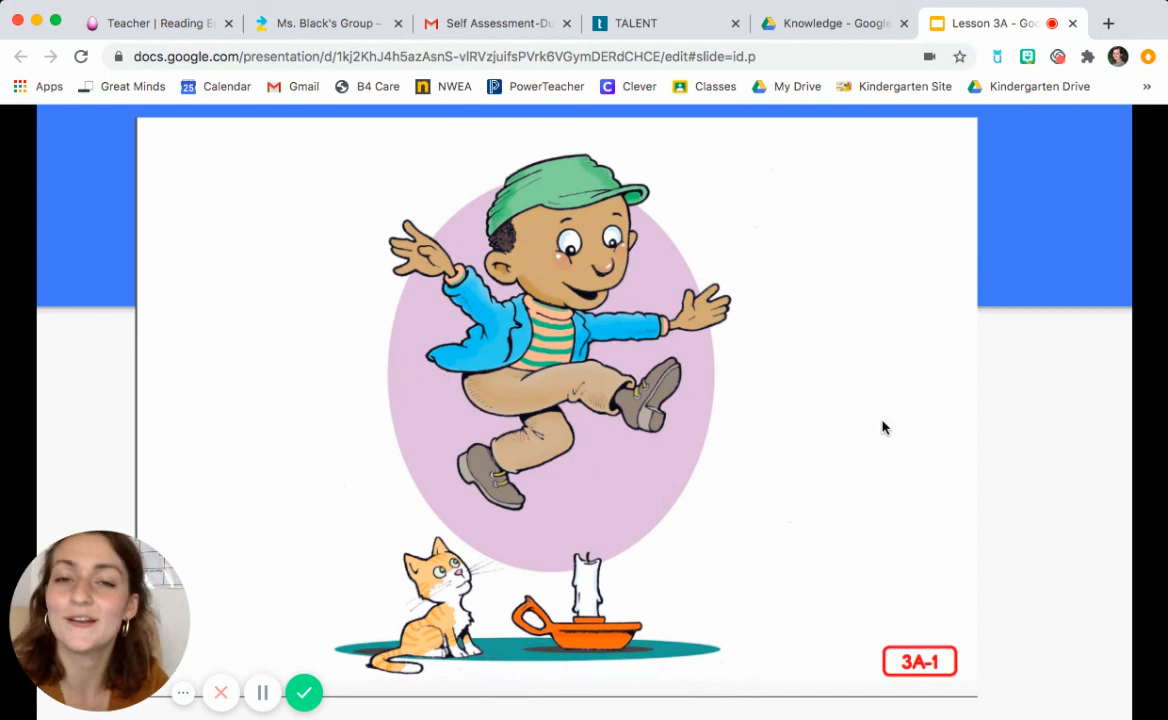 Teacher | Reading E
Ms. Black's Group –
Self Assessment-Du
TALENT
Knowledge - Google
Lesson 3A - Goo
docs.google.com/presentation/d/1kj2KhJ4h5azAsnS-vlRVzjuifsPVrk6VGymDERdCHCE/edit#slide=id.p
Apps
Great Minds
25
Calendar
Gmail
B4 Care
NWEA
PowerTeacher
C
Clever
Classes
My Drive
Kindergarten Site
Kindergarten Drive
»
3A-1